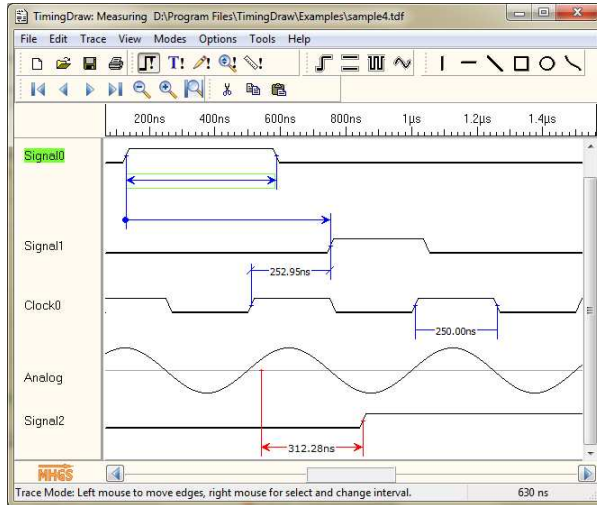 TimingDraw: Measuring D:\Program Files\TimingDraw\Examples\sample4.tdf
File Edit Trace View Modes Options Tools Help
T!
200ns 400ns 600ns 800ns 1µs 1.2µs 1.4µs
Signal0
Signal1
252.95ns
Clock0
250.00ns
Analog
Signal2
312.28ns
MHGS
Trace Mode: Left mouse to move edges, right mouse for select and change interval. 630 ns